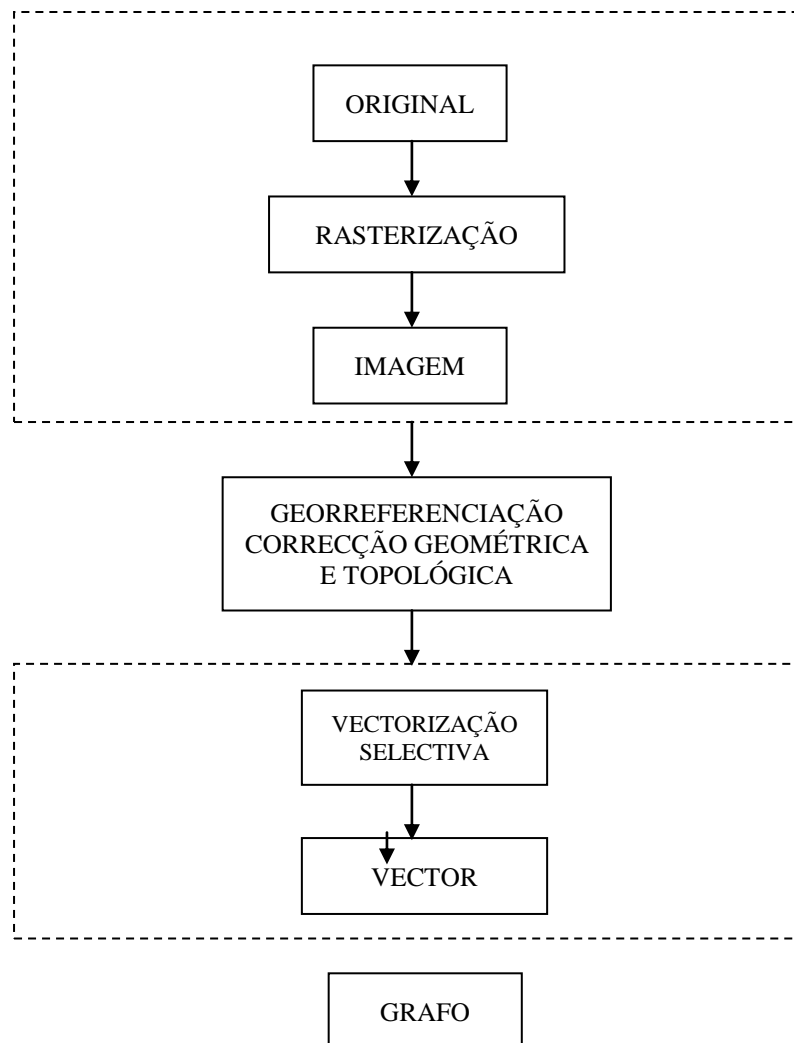 ORIGINAL
RASTERIZAÇÃO
IMAGEM
GEORREFERENCIAÇÃO
CORRECÇÃO GEOMÉTRICA
E TOPOLÓGICA
VECTORIZAÇÃO
SELECTIVA
VECTOR
GRAFO